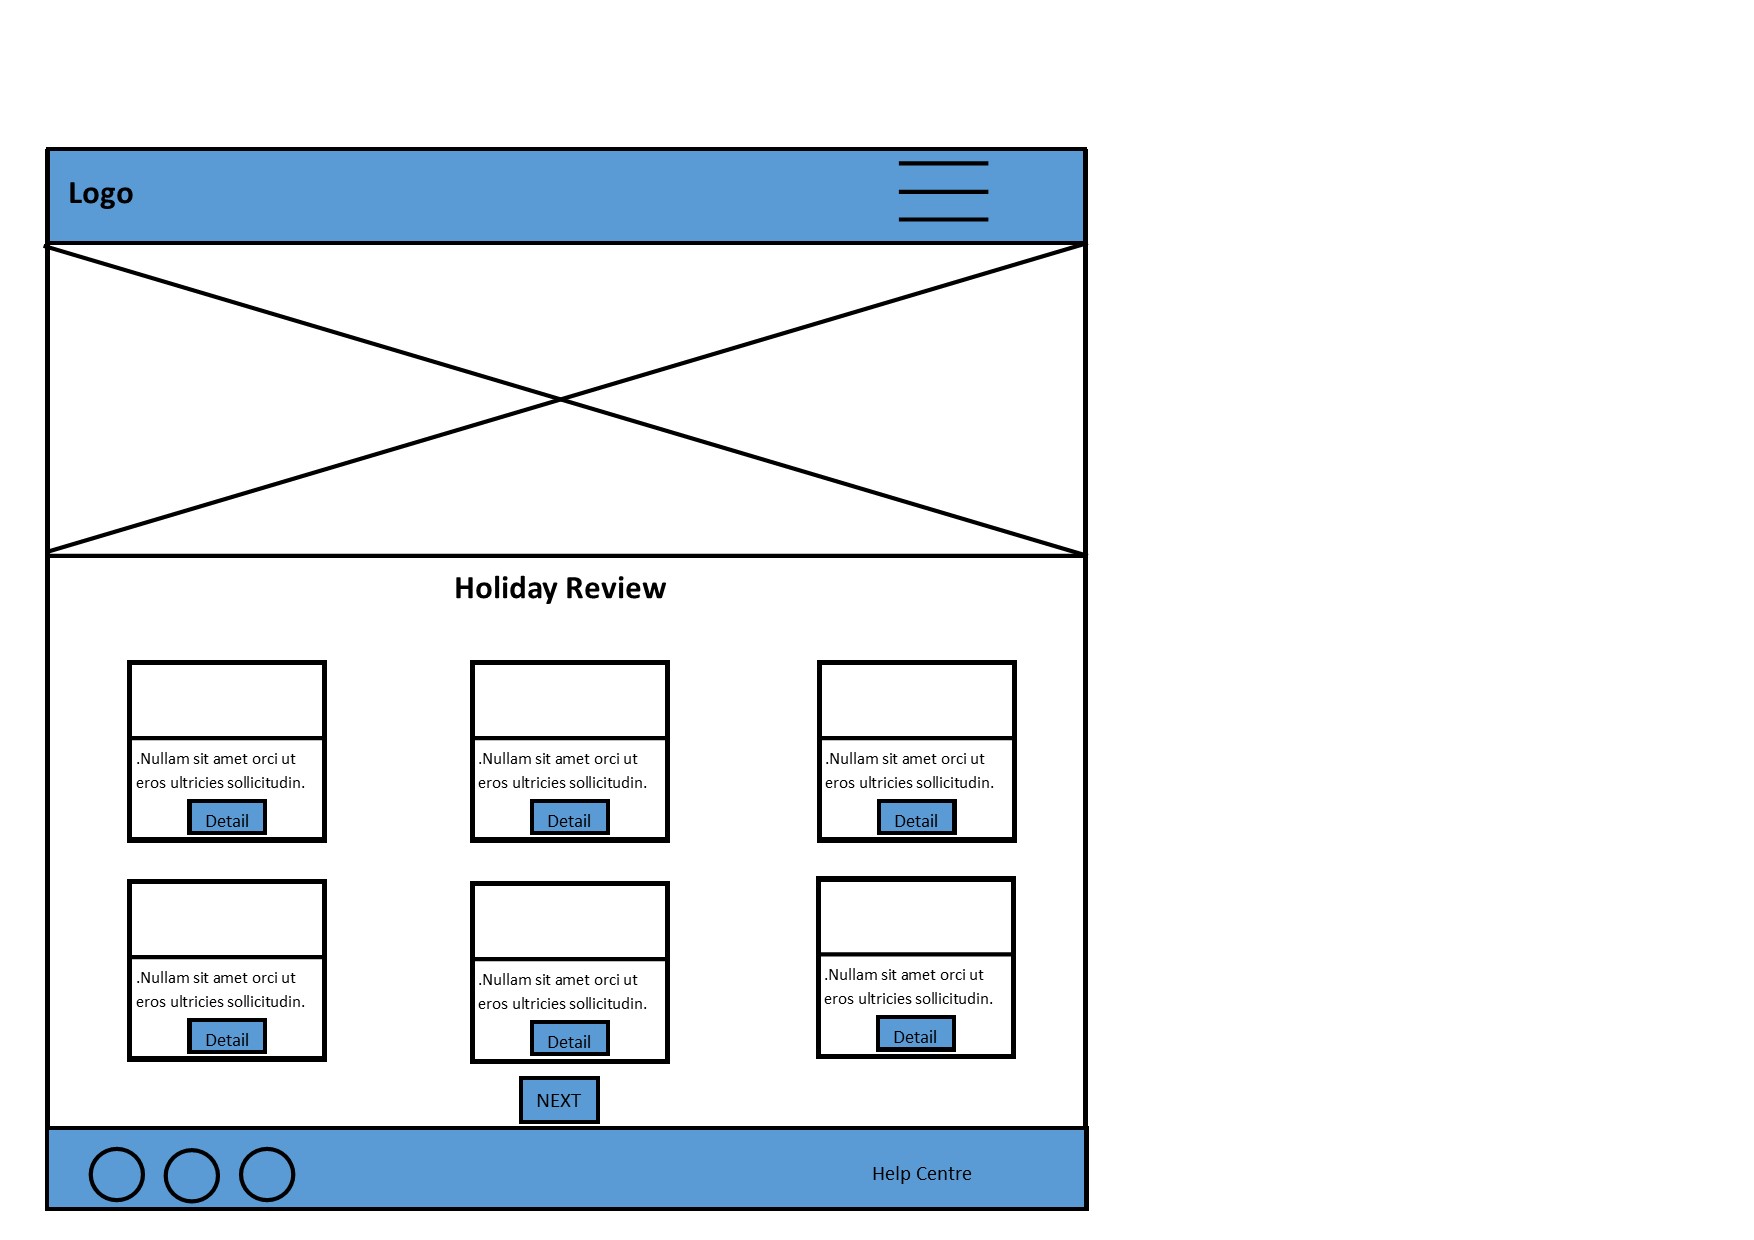 Logo
Holiday Review
.Nullam sit amet orci ut
eros ultricies sollicitudin.
Detail
.Nullam sit amet orci ut
eros ultricies sollicitudin.
Detail
.Nullam sit amet orci ut
eros ultricies sollicitudin.
Detail
.Nullam sit amet orci ut
eros ultricies sollicitudin.
Detail
.Nullam sit amet orci ut
eros ultricies sollicitudin.
Detail
.Nullam sit amet orci ut
eros ultricies sollicitudin.
Detail
NEXT
Help Centre